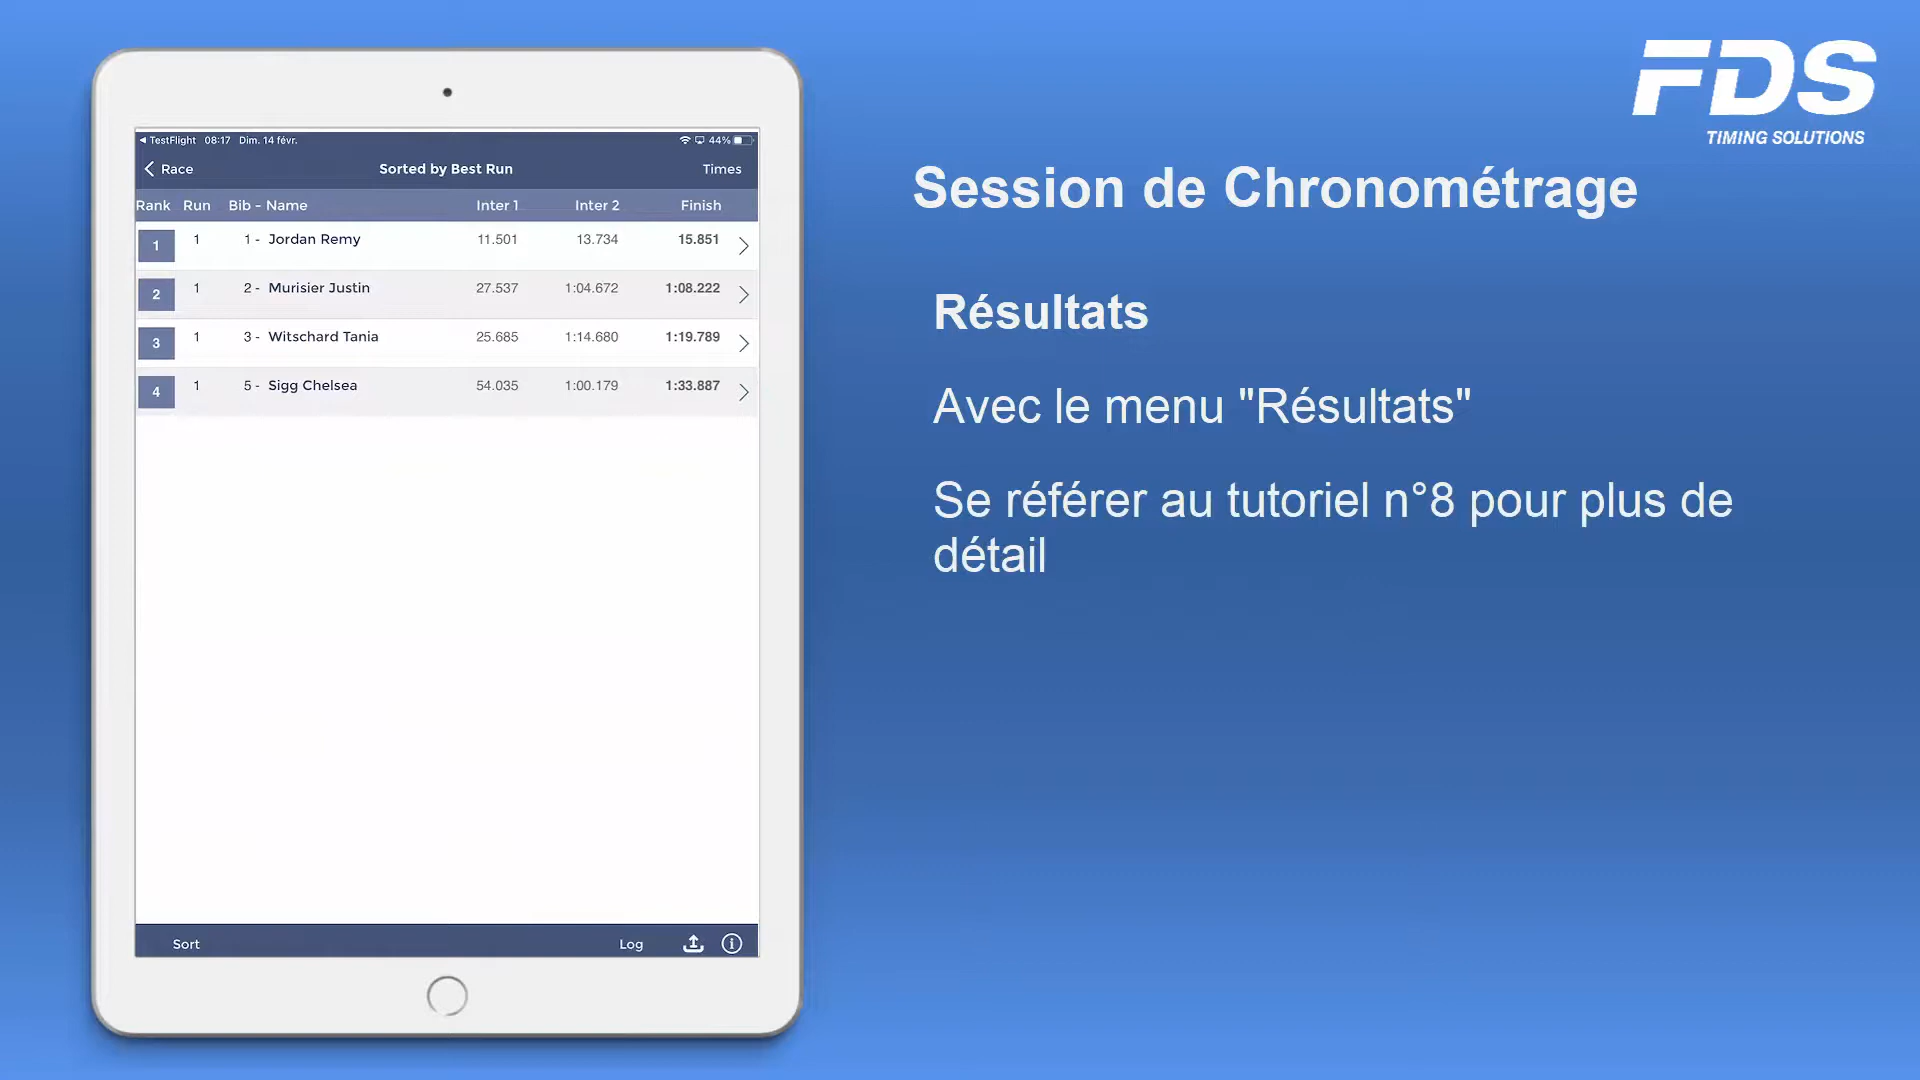 TestFlight 08:17 Dim. 14 févr. 44%
Race Sorted by Best Run Times
Rank Run Bib - Name Inter 1 Inter 2 Finish
1 1 1 - Jordan Remy 11.501 13.734 15.851
2 1 2 - Murisier Justin 27.537 1:04.672 1:08.222
3 1 3 - Witschard Tania 25.685 1:14.680 1:19.789
4 1 5 - Sigg Chelsea 54.035 1:00.179 1:33.887
Sort Log
FDS
TIMING SOLUTIONS
Session de Chronométrage
Résultats
Avec le menu "Résultats"
Se référer au tutoriel n°8 pour plus de
détail